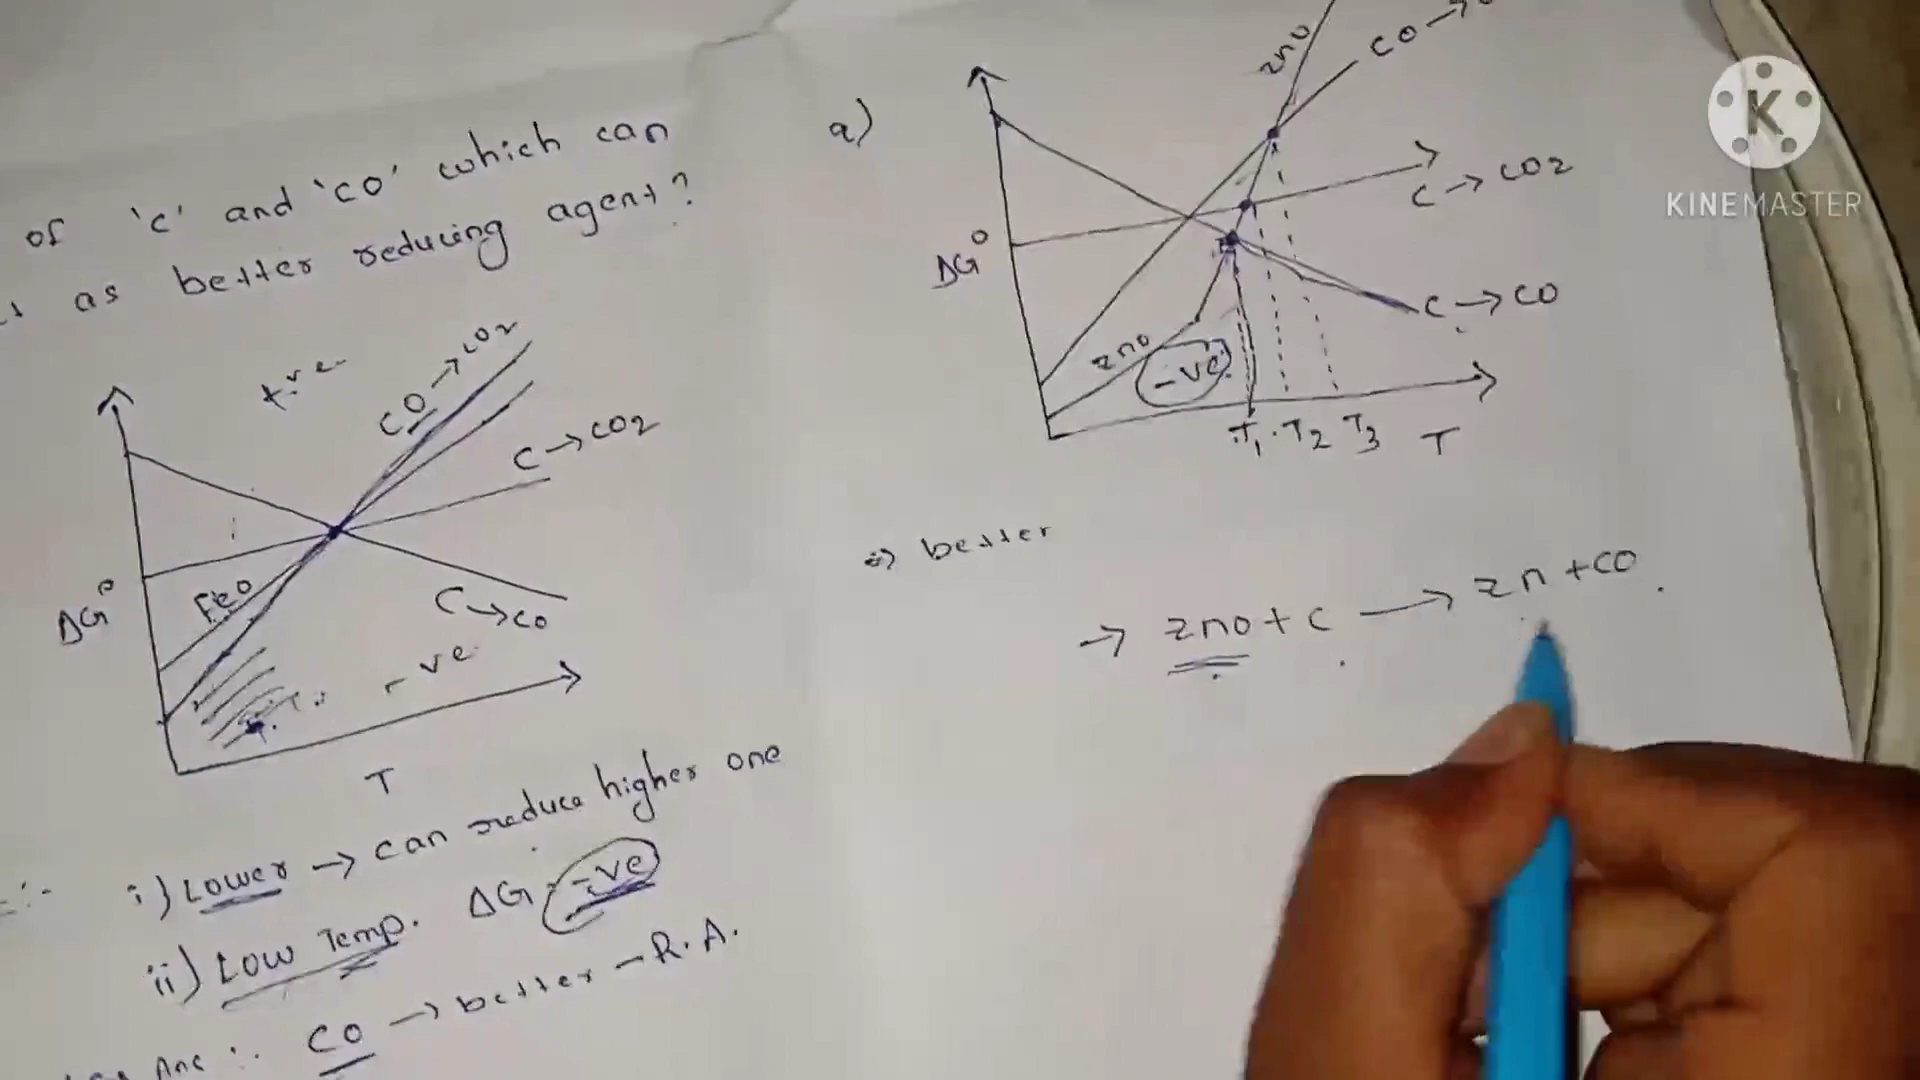 of 'c' and 'co' which can
as better reducing agent?
+ve
CO → CO2
C → CO2
FeO
ΔG°
C → CO
-ve
T
i) Lower → can reduce higher one
ii) Low Temp. ΔG -ve
CO → better - R.A.
a)
ZnO
CO →
C → CO2
ΔG°
C → CO
ZnO
-ve
T1 T2 T3 T
better
→ ZnO + C → Zn + CO.
K
KINEMASTER